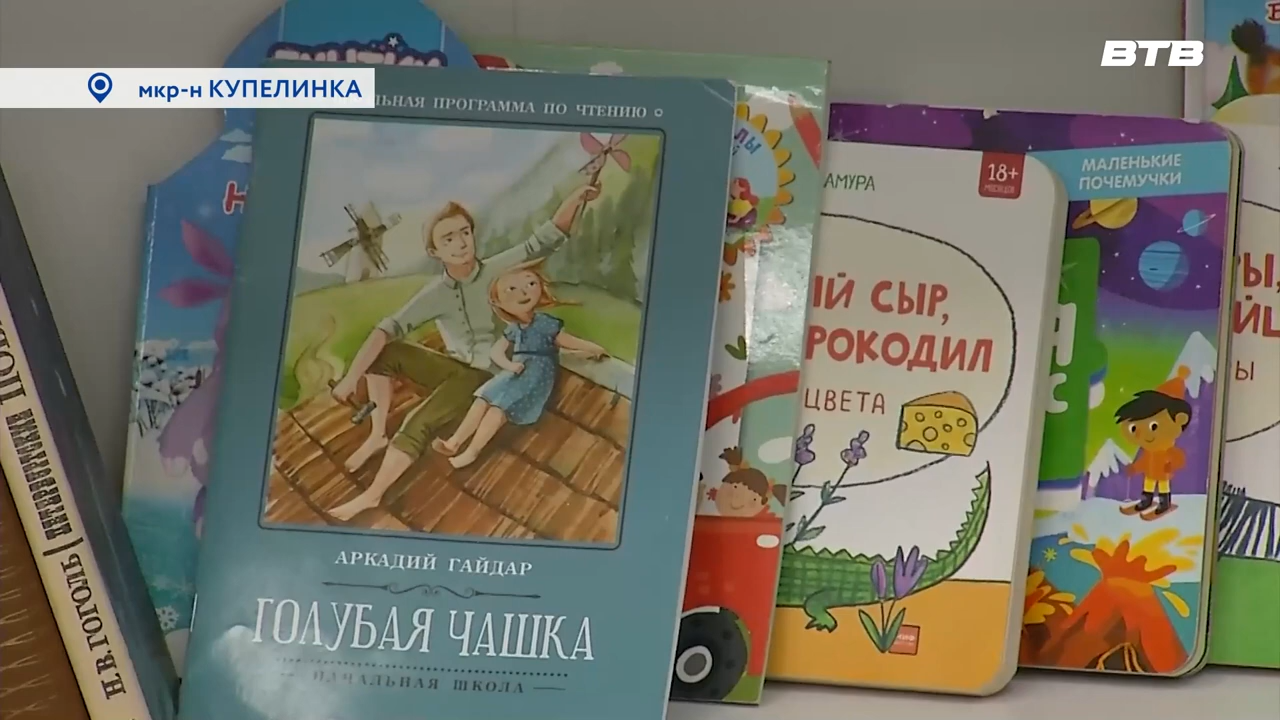 ВТВ
мкр-н КУПЕЛИНКА
ПРОГРАММА ПО ЧТЕНИЮ
АРКАДИЙ ГАЙДАР
ГОЛУБАЯ ЧАШКА
НАЧАЛЬНАЯ ШКОЛА
Н.В.ГОГОЛЬ
АМУРА
18+
МЕСЯЦЕВ
ЫЙ СЫР,
РОКОДИЛ
ЦВЕТА
МАЛЕНЬКИЕ
ПОЧЕМУЧКИ